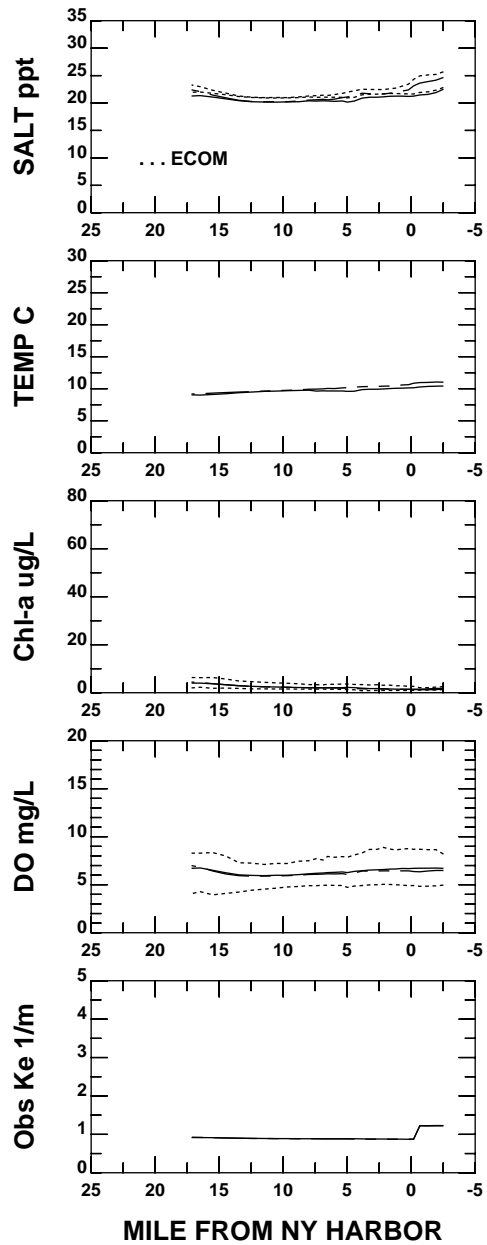 SALT ppt
35
30
25
20
15
10
5
0
. . . ECOM
25 20 15 10 5 0 -5
TEMP C
30
25
20
15
10
5
0
25 20 15 10 5 0 -5
Chl-a ug/L
80
60
40
20
0
25 20 15 10 5 0 -5
DO mg/L
20
15
10
5
0
25 20 15 10 5 0 -5
Obs Ke 1/m
5
4
3
2
1
0
25 20 15 10 5 0 -5
MILE FROM NY HARBOR